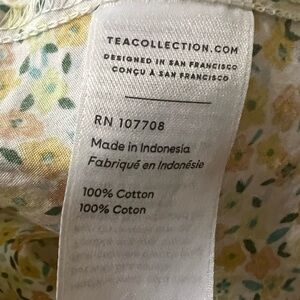 TEACOLLECTION.COM
DESIGNED IN SAN FRANCISCO
CONÇU À SAN FRANCISCO
RN 107708
Made in Indonesia
Fabriqué en Indonésie
100% Cotton
100% Coton